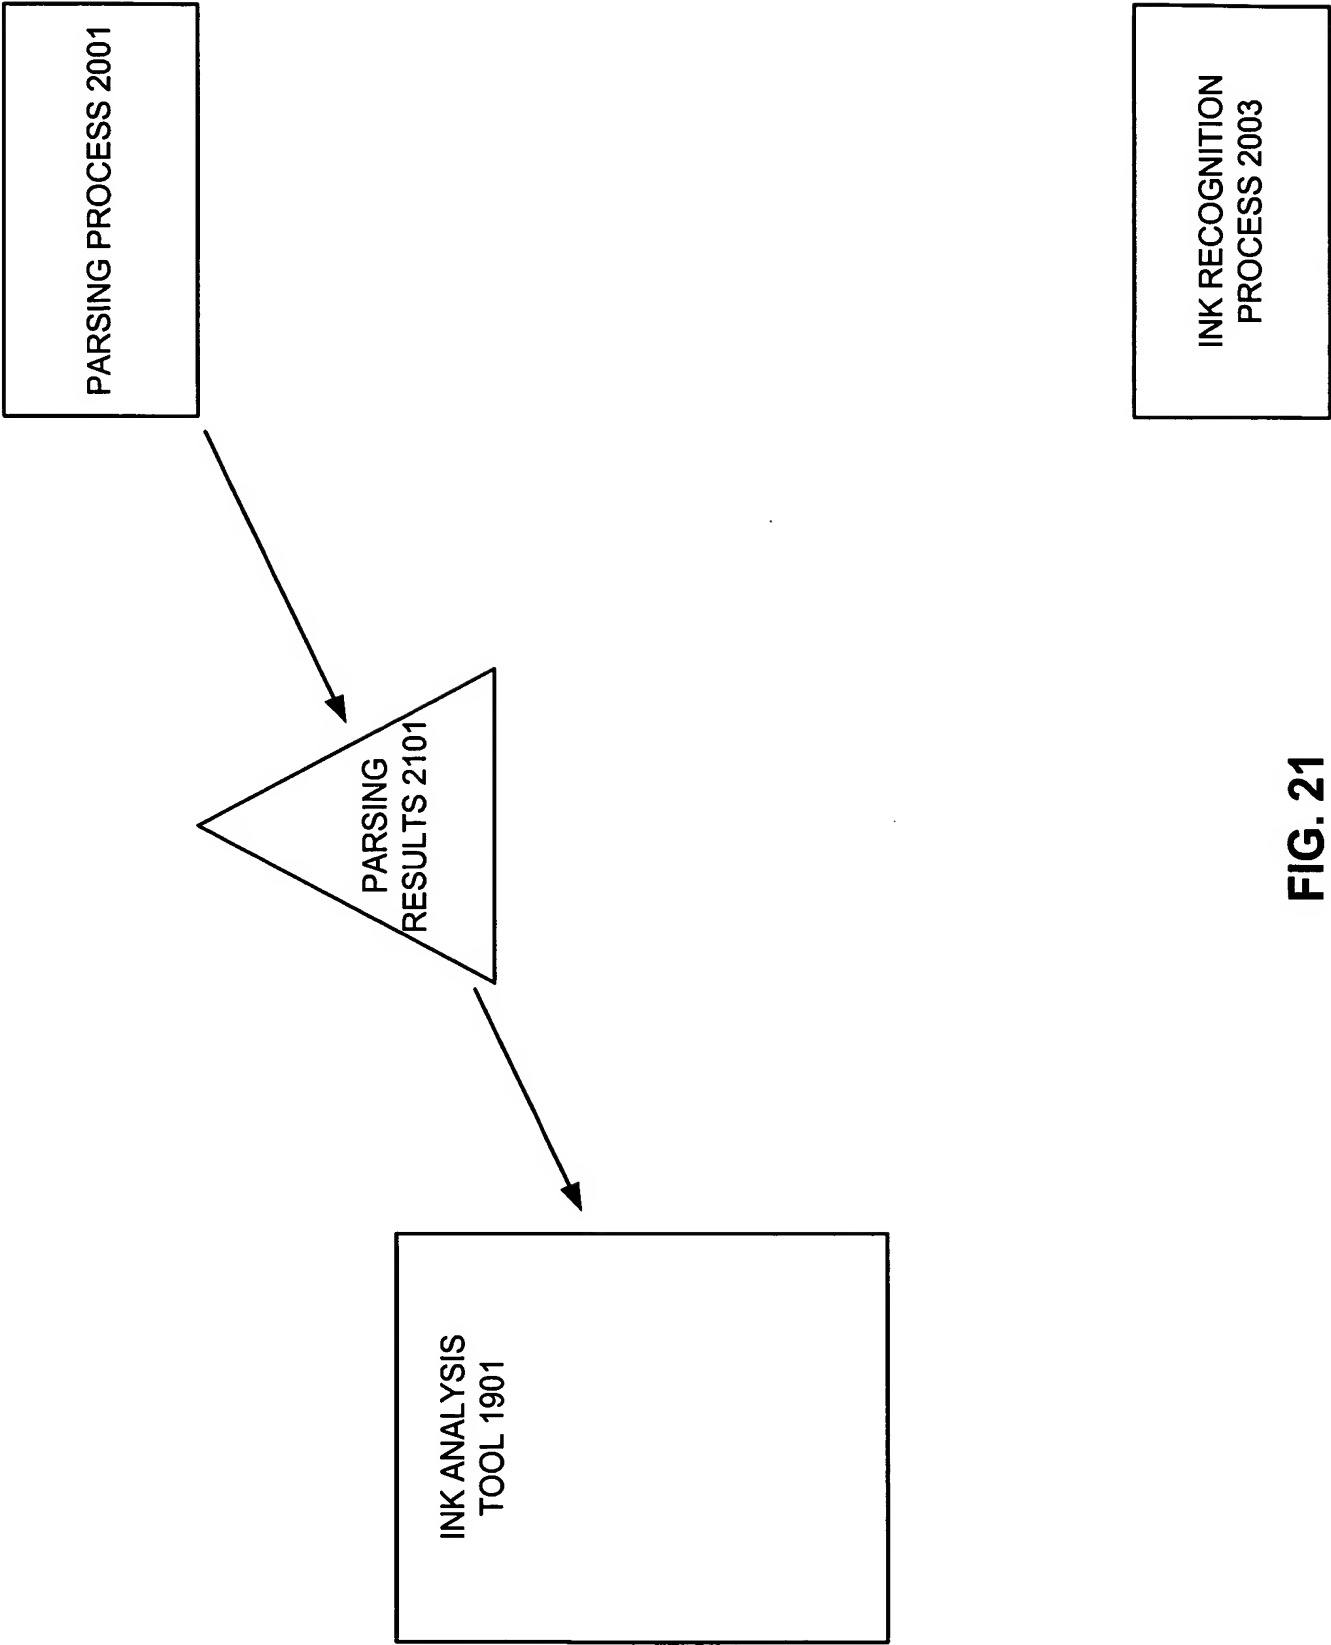 PARSING PROCESS 2001
PARSING
RESULTS 2101
INK ANALYSIS
TOOL 1901
INK RECOGNITION
PROCESS 2003
FIG. 21